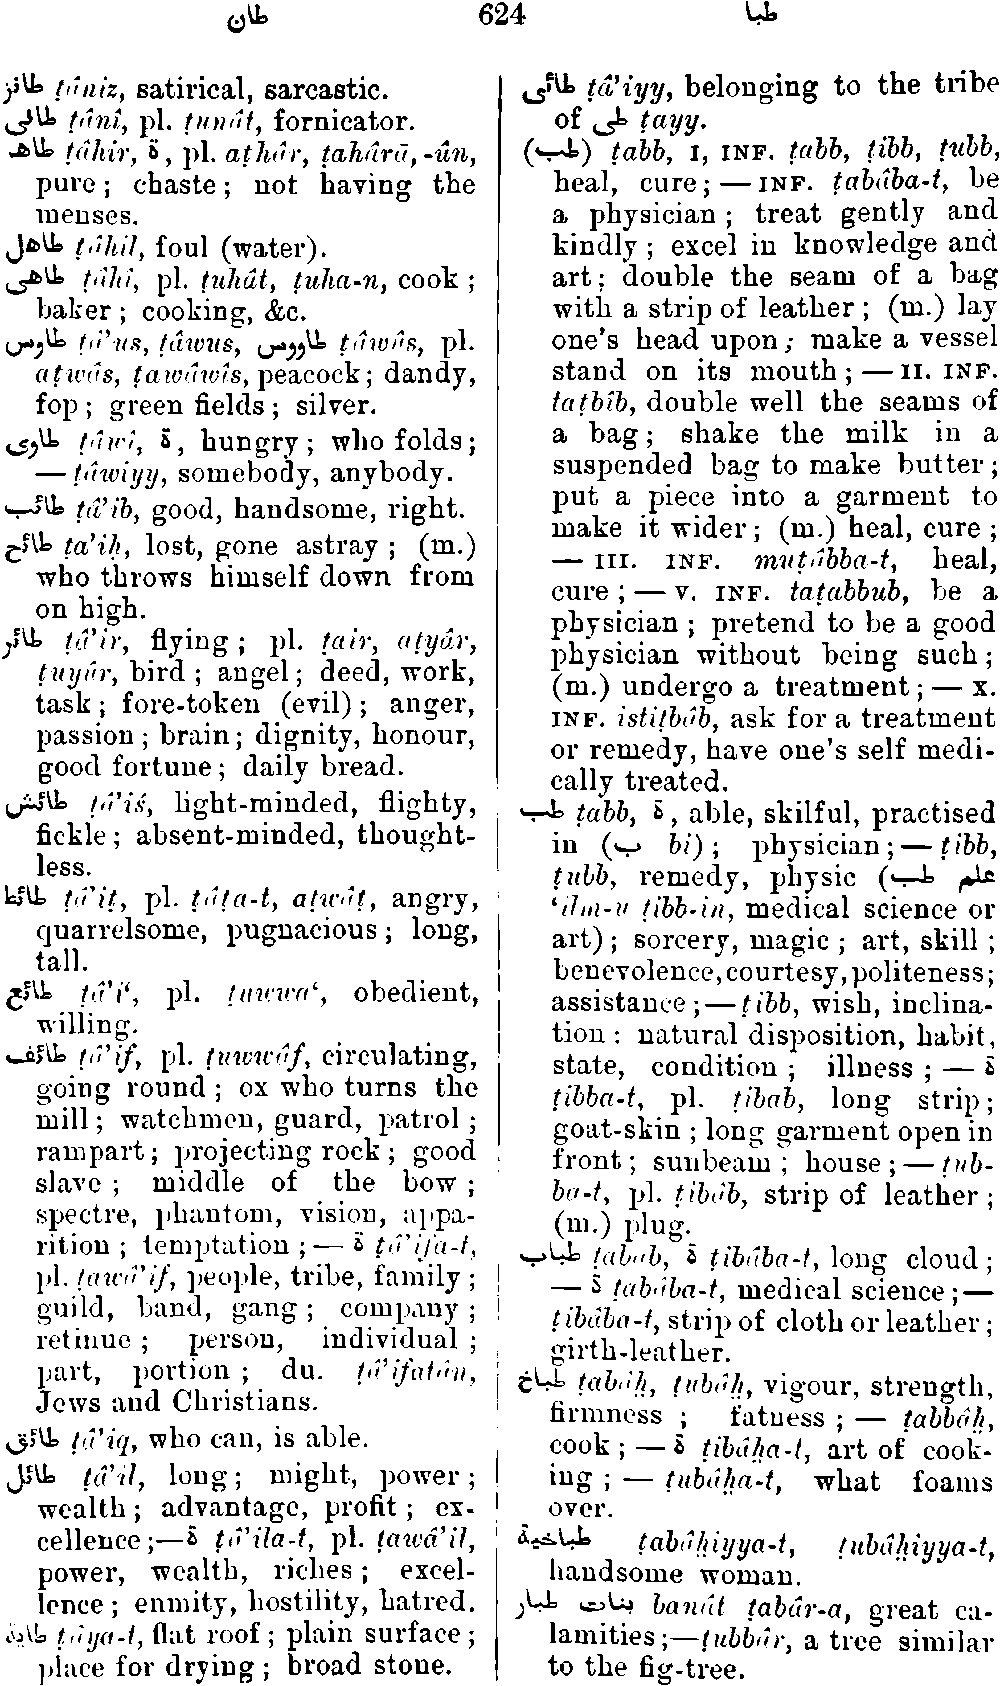 طان 624 طبا
طانز ṭâniz, satirical, sarcastic.
طانى ṭânî, pl. ṭunât, fornicator.
طاهر ṭâhir, ة, pl. aṭhâr, ṭahârâ, -ûn,
pure ; chaste ; not having the
menses.
طاهل ṭâhil, foul (water).
طاهى ṭâhî, pl. ṭuhât, ṭuha-n, cook ;
baker ; cooking, &c.
طاوس ṭâ’us, ṭâwus, طاووس ṭâwûs, pl.
aṭwâs, ṭawâwîs, peacock ; dandy,
fop ; green fields ; silver.
طاوى ṭâwî, ة, hungry ; who folds ;
— ṭâwiyy, somebody, anybody.
طائب ṭâ’ib, good, handsome, right.
طائح ṭa’iḥ, lost, gone astray ; (m.)
who throws himself down from
on high.
طائر ṭâ’ir, flying ; pl. ṭair, aṭyâr,
ṭuyûr, bird ; angel ; deed, work,
task ; fore-token (evil) ; anger,
passion ; brain ; dignity, honour,
good fortune ; daily bread.
طائش ṭâ’iś, light-minded, flighty,
fickle ; absent-minded, thought-
less.
طائط ṭâ’iṭ, pl. ṭâṭa-t, aṭwâṭ, angry,
quarrelsome, pugnacious ; long,
tall.
طائع ṭâ’i‘, pl. ṭuwwa‘, obedient,
willing.
طائف ṭâ’if, pl. ṭuwwâf, circulating,
going round ; ox who turns the
mill ; watchmen, guard, patrol ;
rampart ; projecting rock ; good
slave ; middle of the bow ;
spectre, phantom, vision, appa-
rition ; temptation ; — ة ṭâ’ifa-t,
pl. ṭawâ’if, people, tribe, family ;
guild, band, gang ; company ;
retinue ; person, individual ;
part, portion ; du. ṭâ’ifatân,
Jews and Christians.
طائق ṭâ’iq, who can, is able.
طائل ṭâ’il, long ; might, power ;
wealth ; advantage, profit ; ex-
cellence ;—ة ṭâ’ila-t, pl. ṭawâ’il,
power, wealth, riches ; excel-
lence ; enmity, hostility, hatred.
طاية ṭâya-t, flat roof ; plain surface ;
place for drying ; broad stone.
طائى ṭâ’iyy, belonging to the tribe
of طى ṭayy.
(طب) ṭabb, I, INF. ṭabb, ṭibb, ṭubb,
heal, cure ; — INF. ṭabâba-t, be
a physician ; treat gently and
kindly ; excel in knowledge and
art ; double the seam of a bag
with a strip of leather ; (m.) lay
one's head upon ; make a vessel
stand on its mouth ; — II. INF.
taṭbîb, double well the seams of
a bag ; shake the milk in a
suspended bag to make butter ;
put a piece into a garment to
make it wider ; (m.) heal, cure ;
— III. INF. muṭâbba-t, heal,
cure ; — V. INF. taṭabbub, be a
physician ; pretend to be a good
physician without being such ;
(m.) undergo a treatment ; — X.
INF. istiṭbâb, ask for a treatment
or remedy, have one's self medi-
cally treated.
طب ṭabb, ة, able, skilful, practised
in (ب bi) ; physician ; — ṭibb,
ṭubb, remedy, physic (علم طب
‘ilm-u ṭibb-in, medical science or
art) ; sorcery, magic ; art, skill ;
benevolence, courtesy, politeness ;
assistance ;—ṭibb, wish, inclina-
tion : natural disposition, habit,
state, condition ; illness ; — ة
ṭibba-t, pl. ṭibab, long strip ;
goat-skin ; long garment open in
front ; sunbeam ; house ; — ṭub-
ba-t, pl. ṭibâb, strip of leather ;
(m.) plug.
طباب ṭabab, ة ṭibâba-t, long cloud ;
— ة ṭabâba-t, medical science ;—
ṭibâba-t, strip of cloth or leather ;
girth-leather.
طباخ ṭabâḫ, ṭubâḫ, vigour, strength,
firmness ; fatness ; — ṭabbâḫ,
cook ; — ة ṭibâḫa-t, art of cook-
ing ; — ṭubâḫa-t, what foams
over.
طباخية ṭabâḫiyya-t, ṭubâḫiyya-t,
handsome woman.
بنات طبار banât ṭabâr-a, great ca-
lamities ;—ṭubbâr, a tree similar
to the fig-tree.